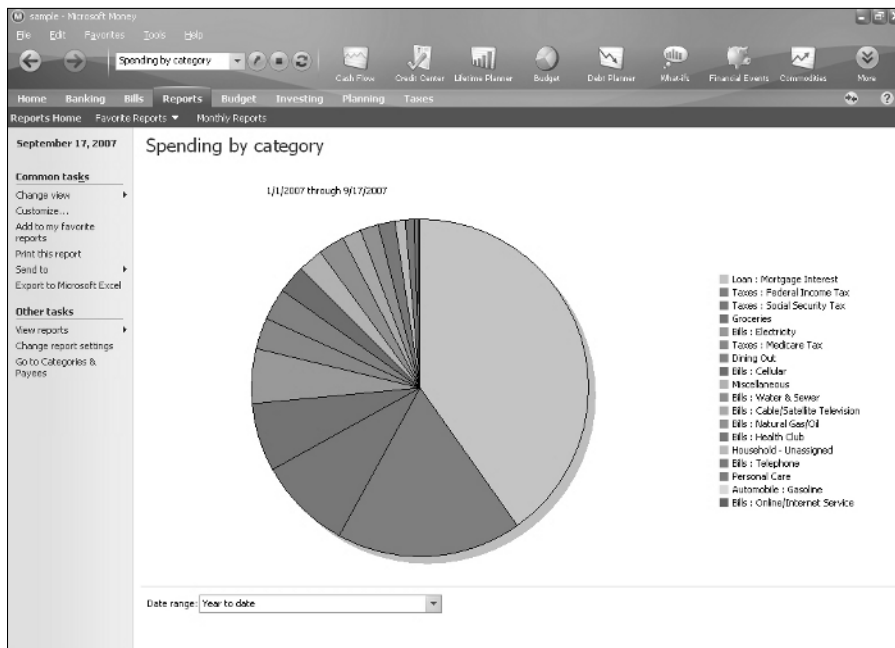 sample - Microsoft Money
File Edit Favorites Tools Help
Spending by category
Cash Flow Credit Center Lifetime Planner Budget Debt Planner What-ifs Financial Events Commodities More
Home Banking Bills Reports Budget Investing Planning Taxes
Reports Home Favorite Reports Monthly Reports
September 17, 2007
Common tasks
Change view
Customize...
Add to my favorite
reports
Print this report
Send to
Export to Microsoft Excel
Other tasks
View reports
Change report settings
Go to Categories &
Payees
Spending by category
1/1/2007 through 9/17/2007
Loan : Mortgage Interest
Taxes : Federal Income Tax
Taxes : Social Security Tax
Groceries
Bills : Electricity
Taxes : Medicare Tax
Dining Out
Bills : Cellular
Miscellaneous
Bills : Water & Sewer
Bills : Cable/Satellite Television
Bills : Natural Gas/Oil
Bills : Health Club
Household - Unassigned
Bills : Telephone
Personal Care
Automobile : Gasoline
Bills : Online/Internet Service
Date range: Year to date